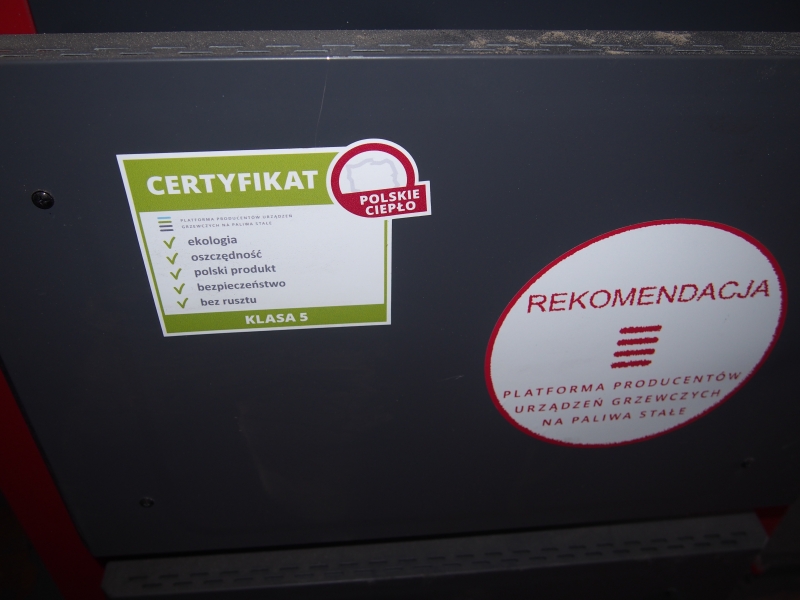 CERTYFIKAT
POLSKIE
CIEPŁO
PLATFORMA PRODUCENTÓW URZĄDZEŃ
GRZEWCZYCH NA PALIWA STAŁE
ekologia
oszczędność
polski produkt
bezpieczeństwo
bez rusztu
KLASA 5
REKOMENDACJA
PLATFORMA PRODUCENTÓW
URZĄDZEŃ GRZEWCZYCH
NA PALIWA STAŁE